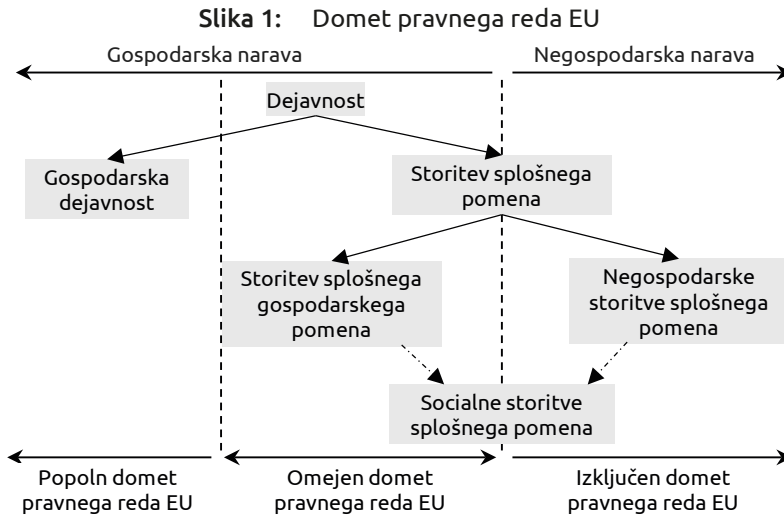 Slika 1: Domet pravnega reda EU
Gospodarska narava
Negospodarska narava
Dejavnost
Gospodarska
dejavnost
Storitev splošnega
pomena
Storitev splošnega
gospodarskega
pomena
Negospodarske
storitve splošnega
pomena
Socialne storitve
splošnega pomena
Popoln domet
pravnega reda EU
Omejen domet
pravnega reda EU
Izključen domet
pravnega reda EU